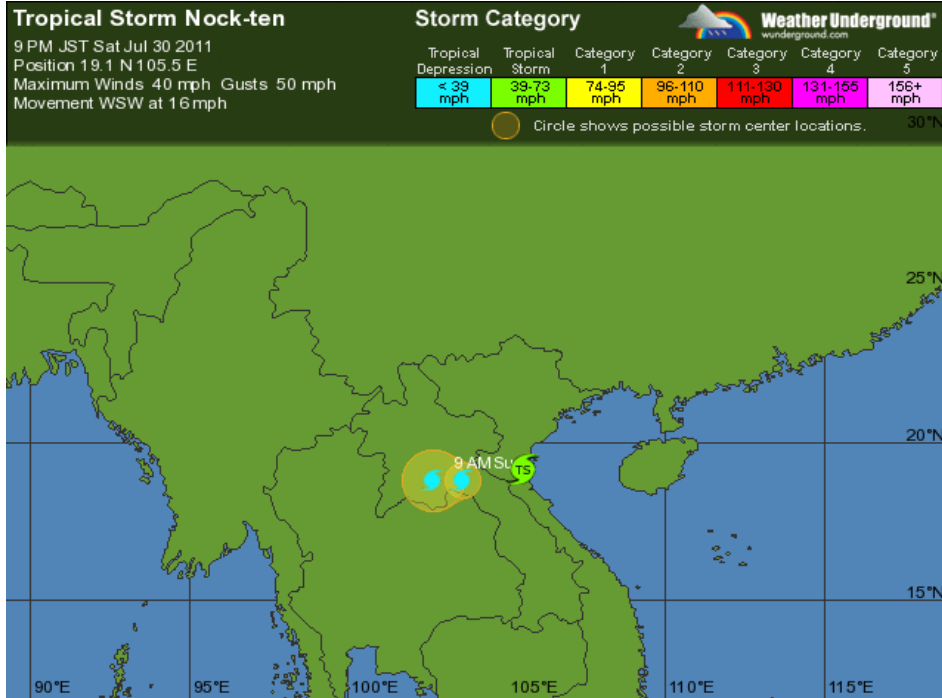 Tropical Storm Nock-ten
9 PM JST Sat Jul 30 2011
Position 19.1 N 105.5 E
Maximum Winds 40 mph Gusts 50 mph
Movement WSW at 16 mph
Storm Category
Weather Underground®
wunderground.com
Tropical Depression
< 39 mph
Tropical Storm
39-73 mph
Category 1
74-95 mph
Category 2
96-110 mph
Category 3
111-130 mph
Category 4
131-155 mph
Category 5
156+ mph
Circle shows possible storm center locations.
30°N
25°N
20°N
9 AM Su
TS
15°N
90°E
95°E
100°E
105°E
110°E
115°E